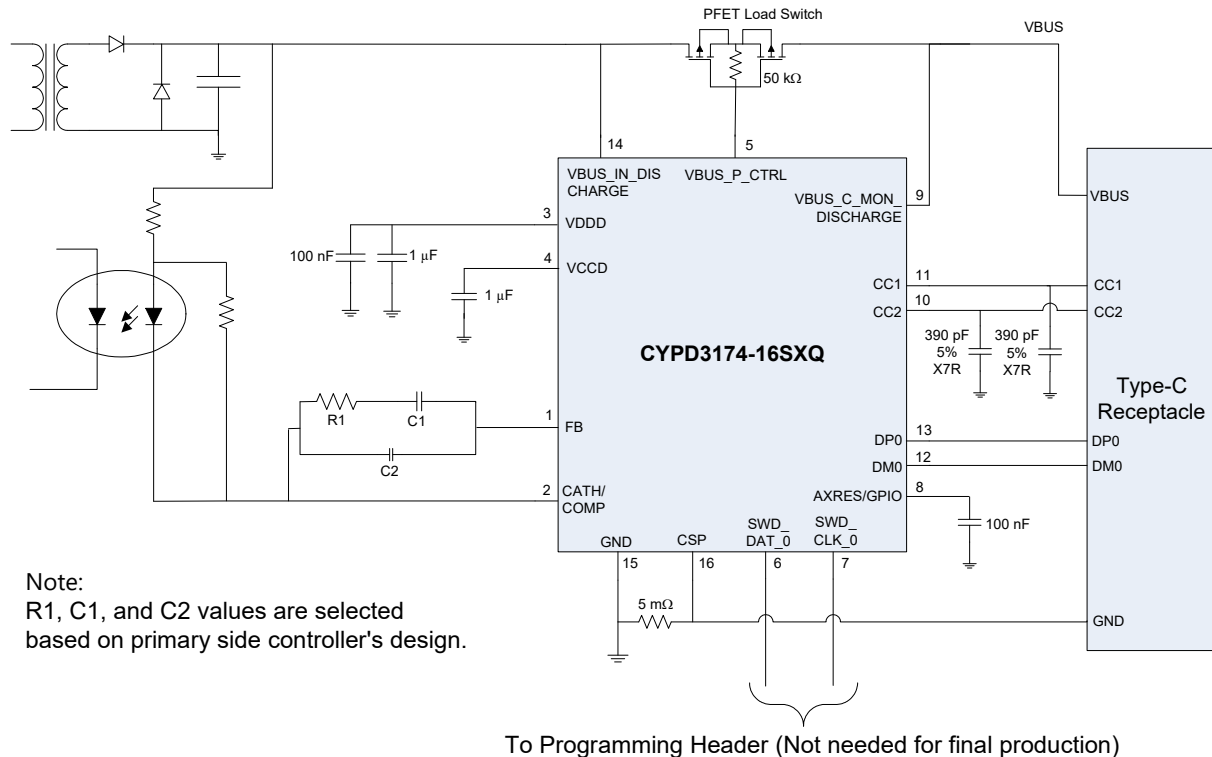 PFET Load Switch
VBUS
50 kΩ
14
5
VBUS_IN_DIS
CHARGE
VBUS_P_CTRL
VBUS_C_MON_
DISCHARGE
9
VBUS
3
VDDD
100 nF
1 μF
4
VCCD
1 μF
CC1
11
CC1
CC2
10
CC2
390 pF
5%
X7R
390 pF
5%
X7R
CYPD3174-16SXQ
Type-C
Receptacle
R1
C1
C2
1
FB
DP0
13
DP0
DM0
12
DM0
2
CATH/
COMP
AXRES/GPIO
8
100 nF
GND
CSP
SWD_
DAT_0
SWD_
CLK_0
15
16
6
7
5 mΩ
GND
Note:
R1, C1, and C2 values are selected
based on primary side controller's design.
To Programming Header (Not needed for final production)